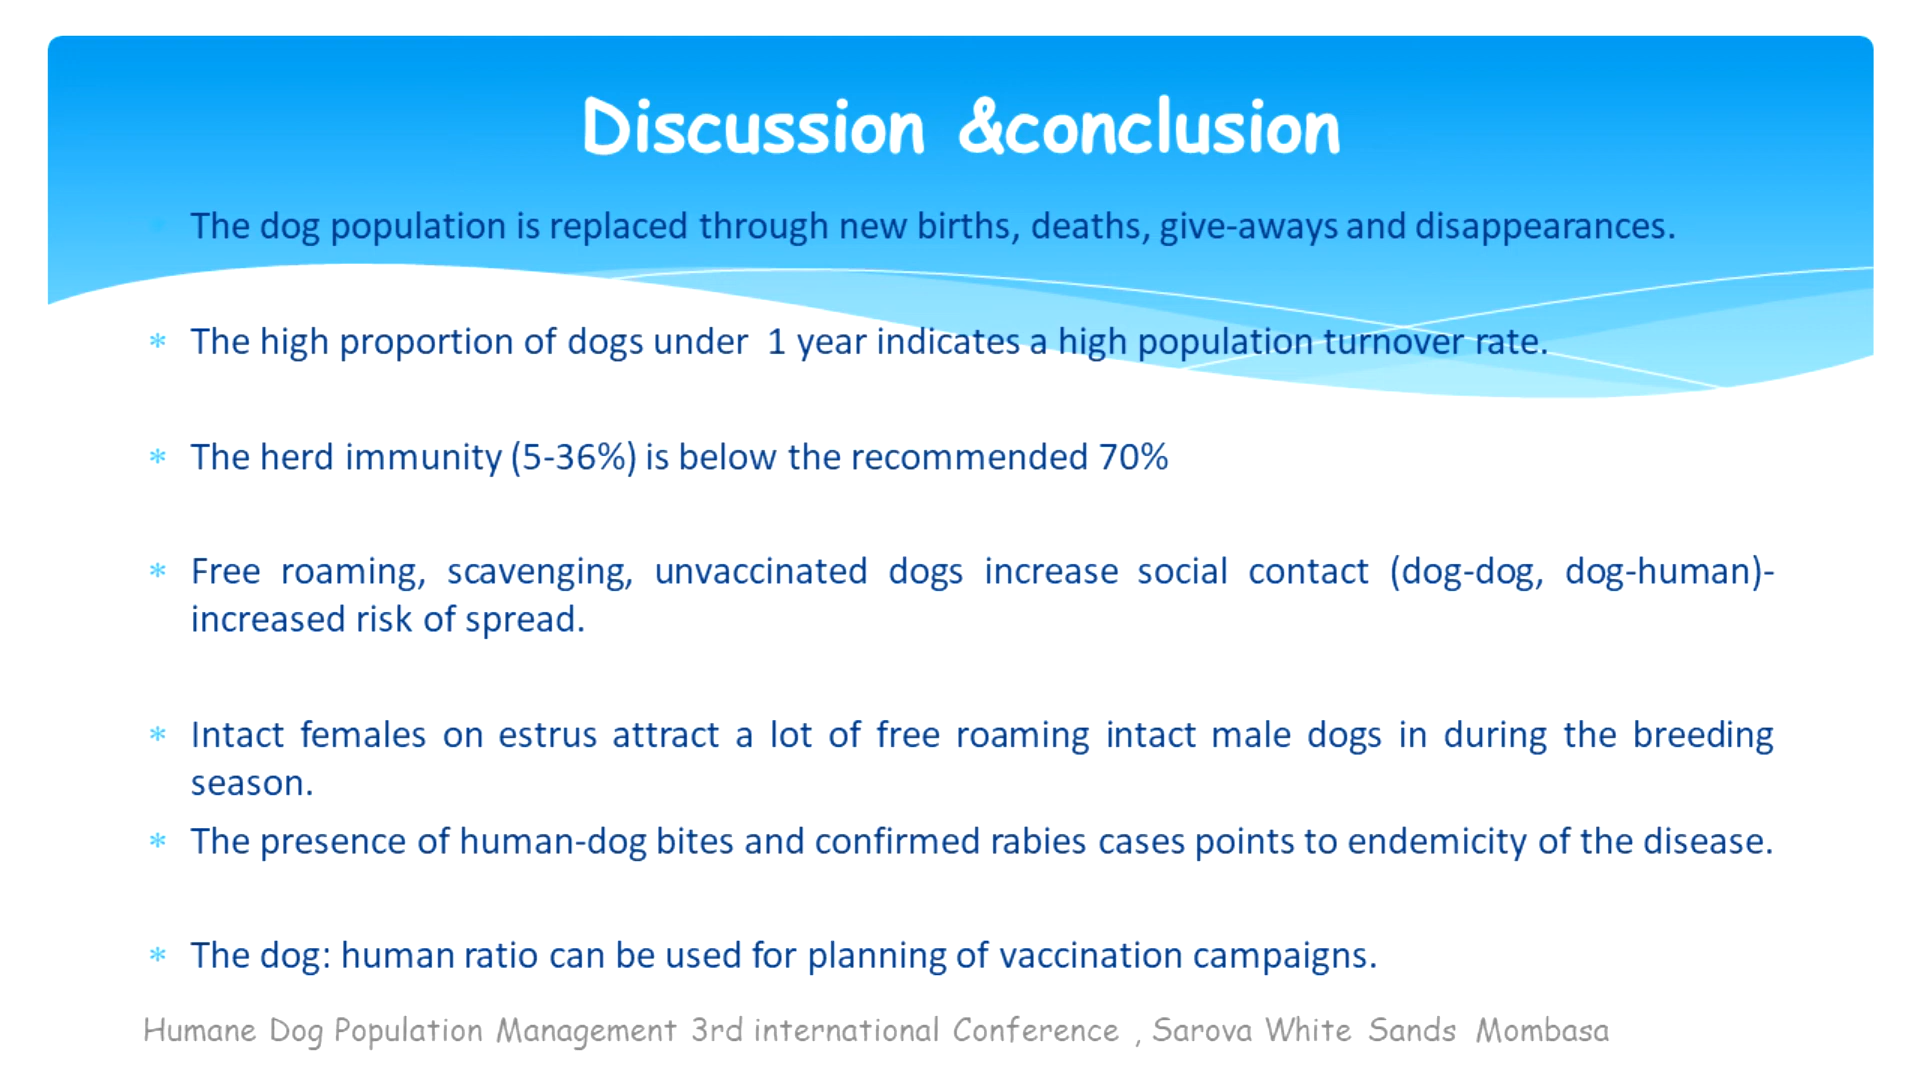 Discussion &conclusion
The dog population is replaced through new births, deaths, give-aways and disappearances.
* The high proportion of dogs under 1 year indicates a high population turnover rate.
* The herd immunity (5-36%) is below the recommended 70%
* Free roaming, scavenging, unvaccinated dogs increase social contact (dog-dog, dog-human)-
increased risk of spread.
* Intact females on estrus attract a lot of free roaming intact male dogs in during the breeding
season.
* The presence of human-dog bites and confirmed rabies cases points to endemicity of the disease.
* The dog: human ratio can be used for planning of vaccination campaigns.
Humane Dog Population Management 3rd international Conference , Sarova White Sands Mombasa